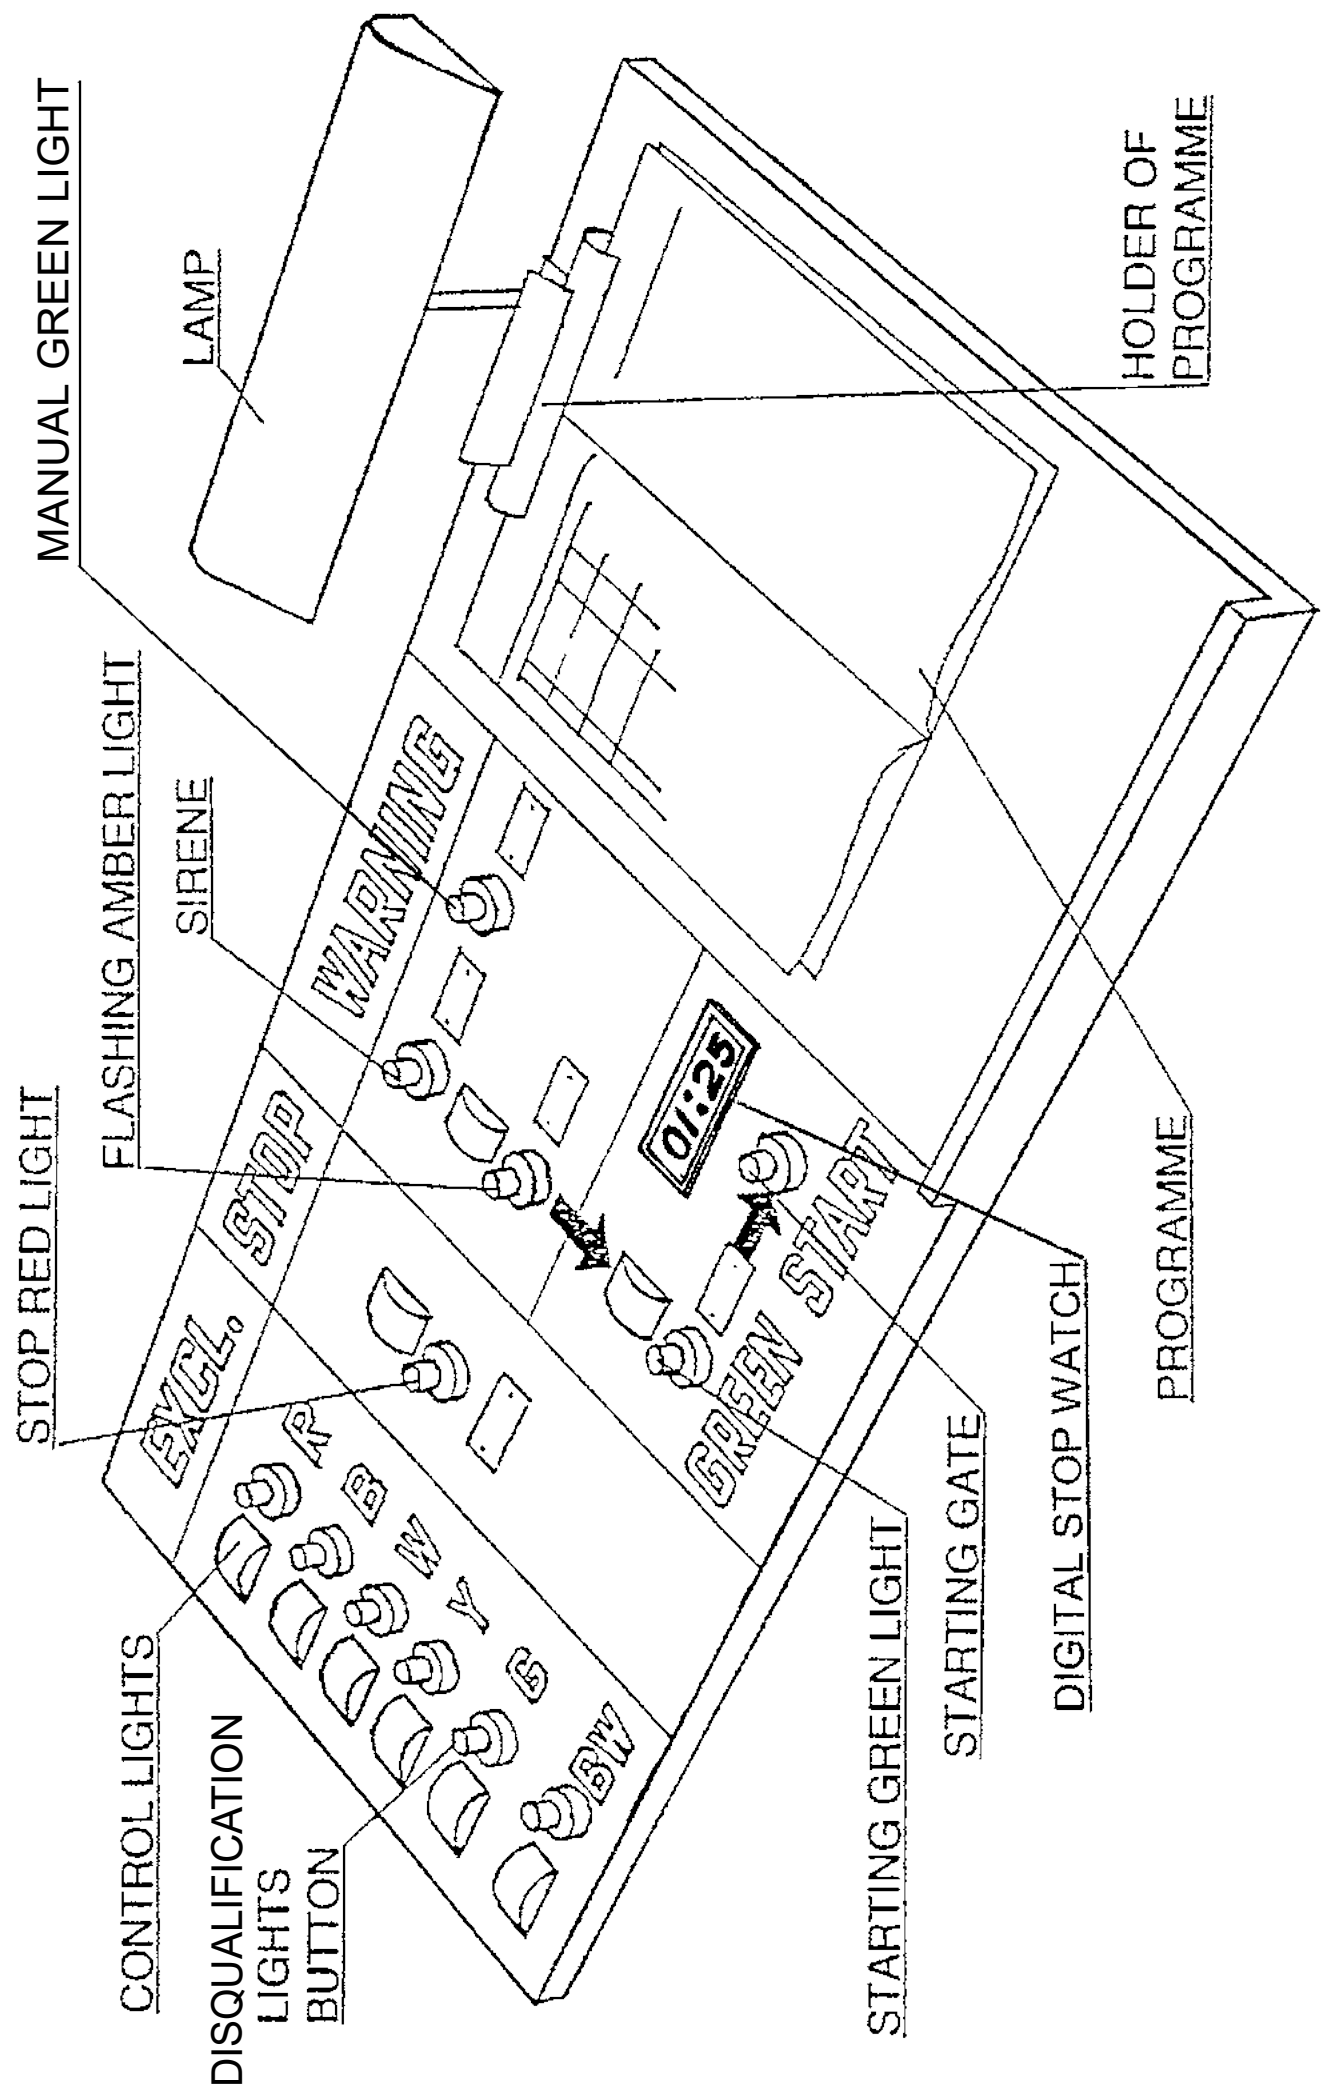 STOP RED LIGHT
FLASHING AMBER LIGHT
SIRENE
MANUAL GREEN LIGHT
LAMP
CONTROL LIGHTS
DISQUALIFICATION
LIGHTS
BUTTON
EXCL.
STOP
WARNING
R
B
W
Y
G
BW
01:25
GREEN START
HOLDER OF
PROGRAMME
STARTING GREEN LIGHT
STARTING GATE
DIGITAL STOP WATCH
PROGRAMME